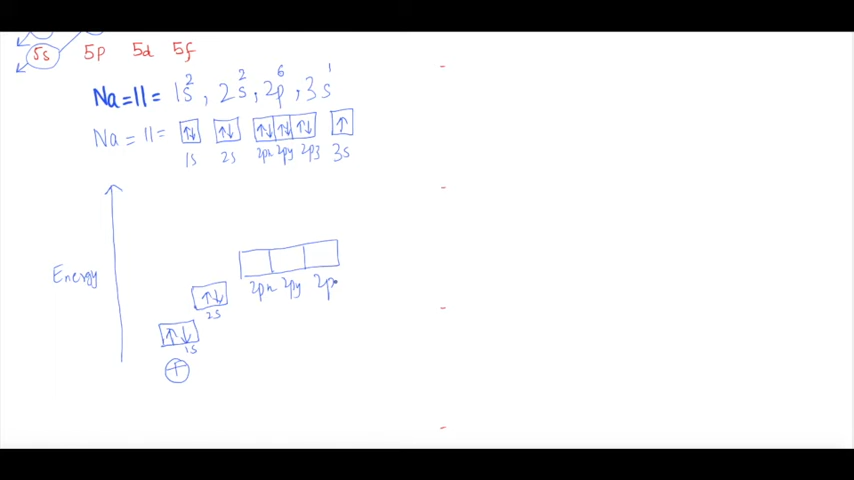 5s 5p 5d 5f
Na=11= 1s², 2s², 2p⁶, 3s¹
Na = 11= ↑↓ ↑↓ ↑↓ ↑↓ ↑↓ ↑
1s 2s 2px 2py 2pz 3s
Energy
2px 2py 2p
↑↓
2s
↑↓
1s
+